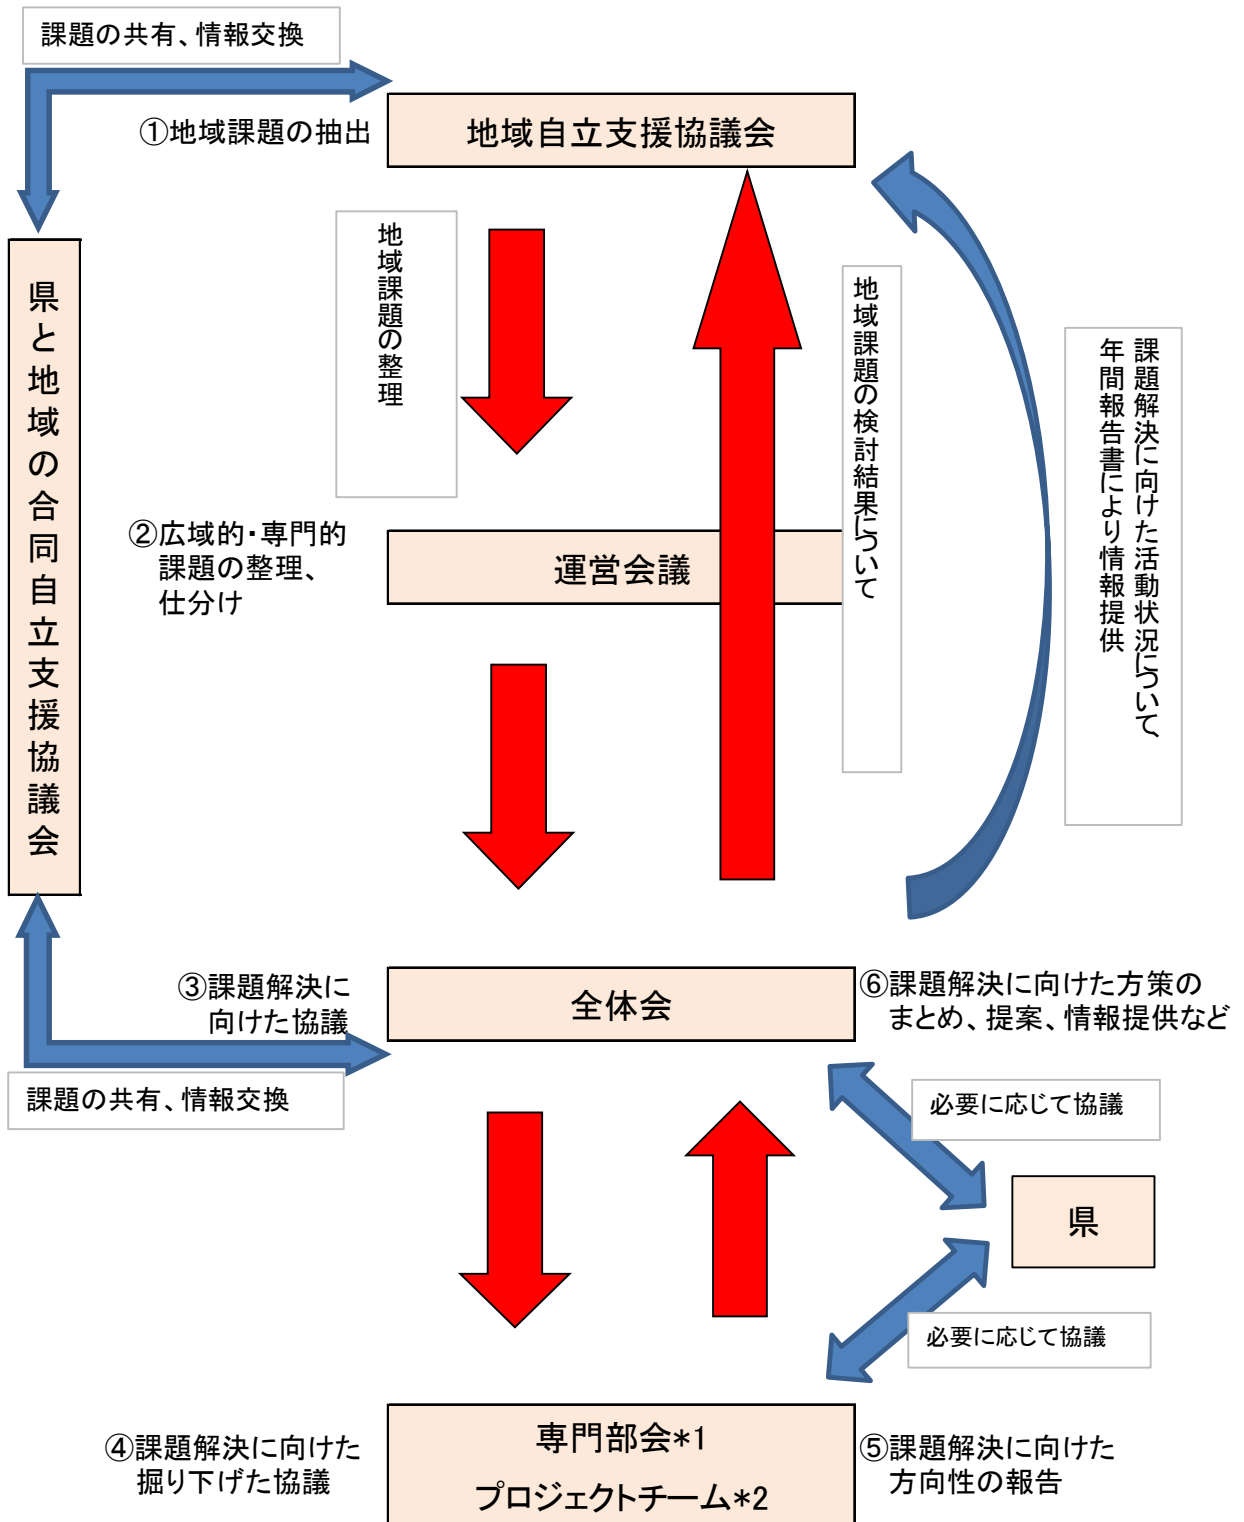 課題の共有、情報交換
①地域課題の抽出
地域自立支援協議会
地域課題の整理
県と地域の合同自立支援協議会
地域課題の検討結果について
課題解決に向けた活動状況について、
年間報告書により情報提供
②広域的・専門的
課題の整理、
仕分け
運営会議
③課題解決に
向けた協議
全体会
⑥課題解決に向けた方策の
まとめ、提案、情報提供など
課題の共有、情報交換
必要に応じて協議
県
必要に応じて協議
④課題解決に向けた
掘り下げた協議
専門部会*1
プロジェクトチーム*2
⑤課題解決に向けた
方向性の報告